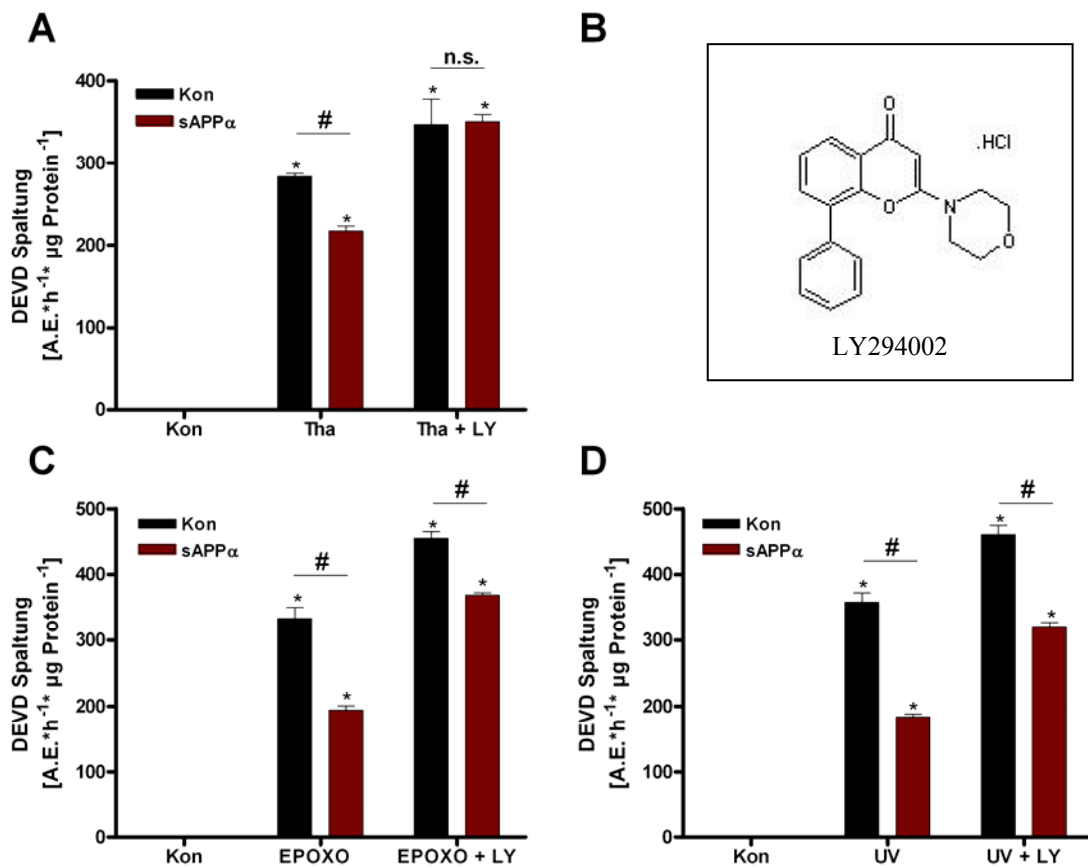 A
DEVD Spaltung
[A.E.*h⁻¹* µg Protein⁻¹]
400
300
200
100
0
Kon
sAPPα
#
n.s.
*
*
*
*
Kon
Tha
Tha + LY
B
O
.HCl
O
N
O
LY294002
C
DEVD Spaltung
[A.E.*h⁻¹* µg Protein⁻¹]
500
400
300
200
100
0
Kon
sAPPα
#
#
*
*
*
*
Kon
EPOXO
EPOXO + LY
D
DEVD Spaltung
[A.E.*h⁻¹* µg Protein⁻¹]
500
400
300
200
100
0
Kon
sAPPα
#
#
*
*
*
*
Kon
UV
UV + LY